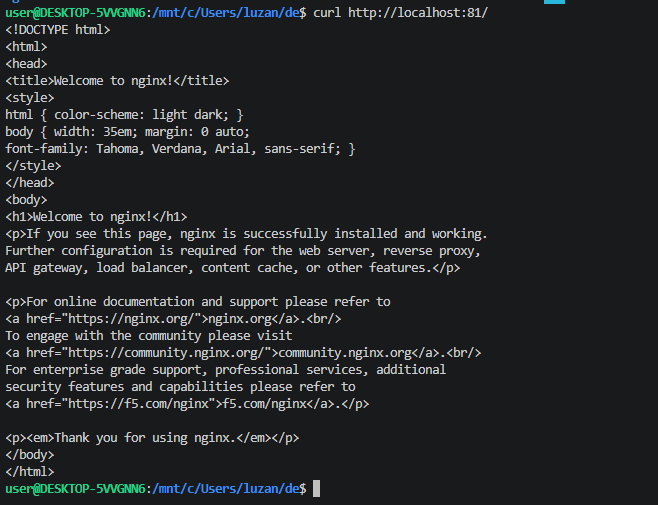 user@DESKTOP-5VVGNN6:/mnt/c/Users/luzan/de$ curl http://localhost:81/
<!DOCTYPE html>
<html>
<head>
<title>Welcome to nginx!</title>
<style>
html { color-scheme: light dark; }
body { width: 35em; margin: 0 auto;
font-family: Tahoma, Verdana, Arial, sans-serif; }
</style>
</head>
<body>
<h1>Welcome to nginx!</h1>
<p>If you see this page, nginx is successfully installed and working.
Further configuration is required for the web server, reverse proxy,
API gateway, load balancer, content cache, or other features.</p>

<p>For online documentation and support please refer to
<a href="https://nginx.org/">nginx.org</a>.<br/>
To engage with the community please visit
<a href="https://community.nginx.org/">community.nginx.org</a>.<br/>
For enterprise grade support, professional services, additional
security features and capabilities please refer to
<a href="https://f5.com/nginx">f5.com/nginx</a>.</p>

<p><em>Thank you for using nginx.</em></p>
</body>
</html>
user@DESKTOP-5VVGNN6:/mnt/c/Users/luzan/de$